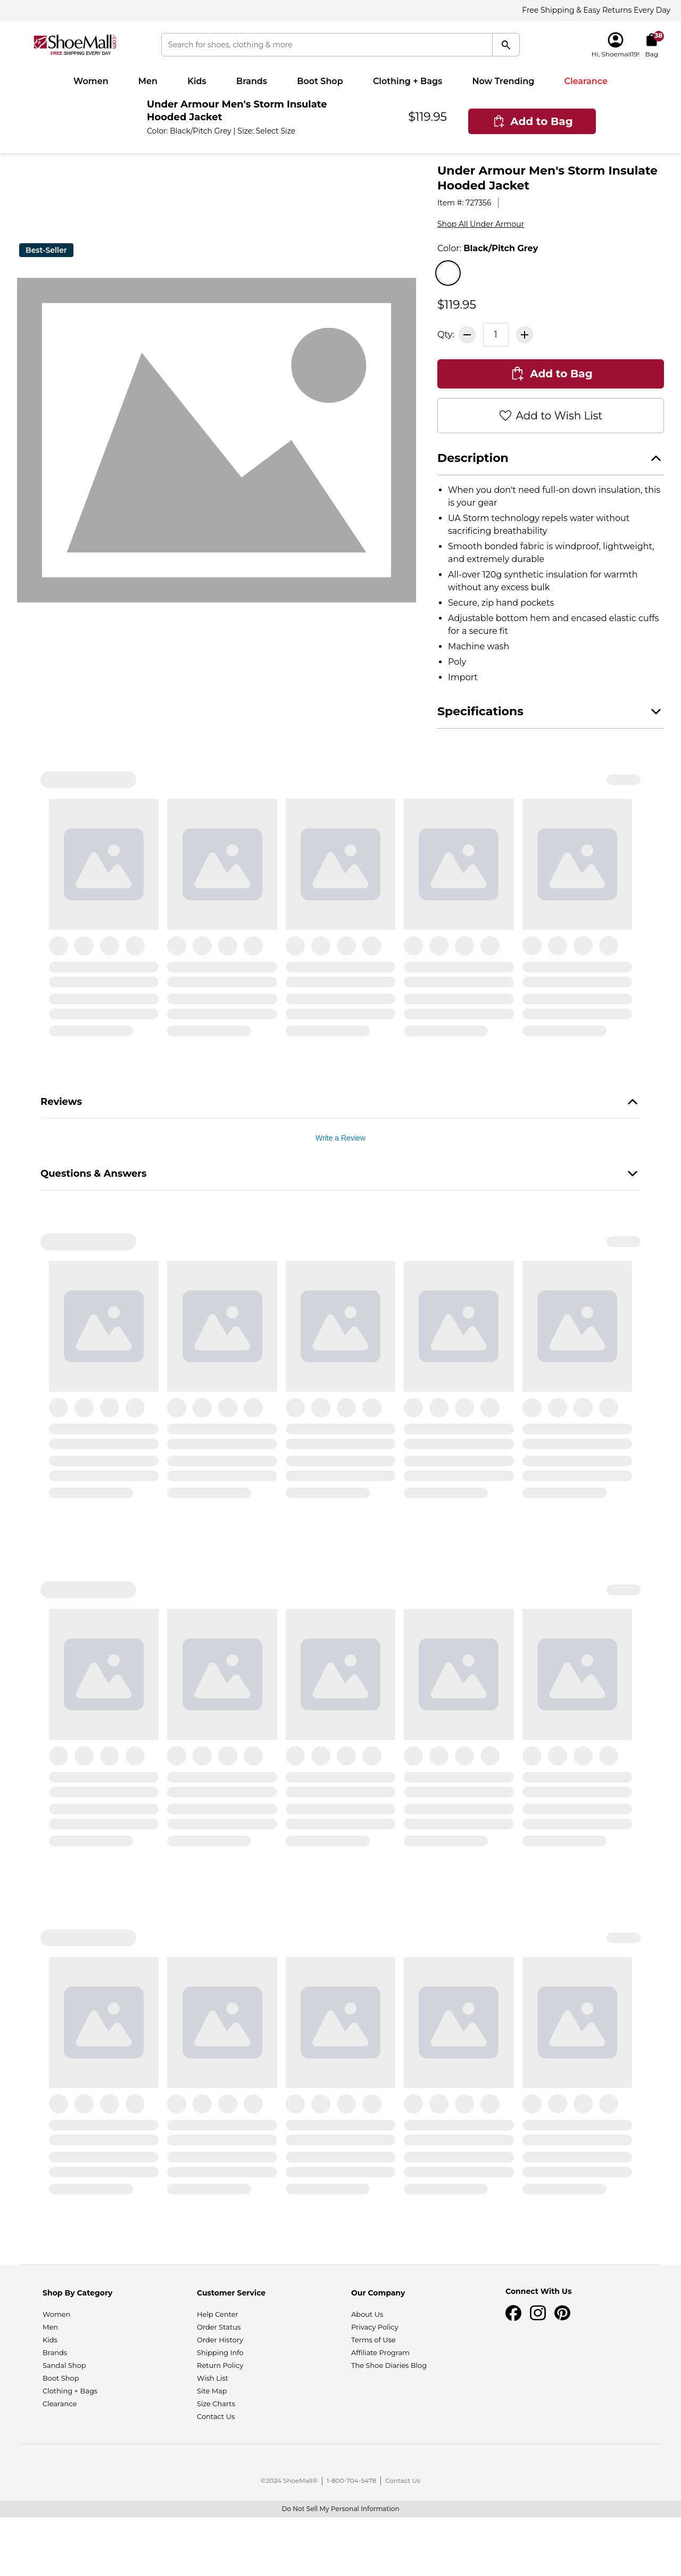 Free Shipping & Easy Returns Every Day
ShoeMall.com
FREE SHIPPING EVERY DAY
Search for shoes, clothing & more
38
Hi, Shoemall19!
Bag
Women
Men
Kids
Brands
Boot Shop
Clothing + Bags
Now Trending
Clearance
Under Armour Men's Storm Insulate
Hooded Jacket
Color: Black/Pitch Grey | Size: Select Size
$119.95
Add to Bag
Under Armour Men's Storm Insulate
Hooded Jacket
Item #: 727356
Shop All Under Armour
Best-Seller
Color: Black/Pitch Grey
$119.95
Qty:
1
Add to Bag
Add to Wish List
Description
When you don't need full-on down insulation, this
is your gear
UA Storm technology repels water without
sacrificing breathability
Smooth bonded fabric is windproof, lightweight,
and extremely durable
All-over 120g synthetic insulation for warmth
without any excess bulk
Secure, zip hand pockets
Adjustable bottom hem and encased elastic cuffs
for a secure fit
Machine wash
Poly
Import
Specifications
Reviews
Write a Review
Questions & Answers
Shop By Category
Women
Men
Kids
Brands
Sandal Shop
Boot Shop
Clothing + Bags
Clearance
Customer Service
Help Center
Order Status
Order History
Shipping Info
Return Policy
Wish List
Site Map
Size Charts
Contact Us
Our Company
About Us
Privacy Policy
Terms of Use
Affiliate Program
The Shoe Diaries Blog
Connect With Us
©2024 ShoeMall®
1-800-704-5478
Contact Us
Do Not Sell My Personal Information